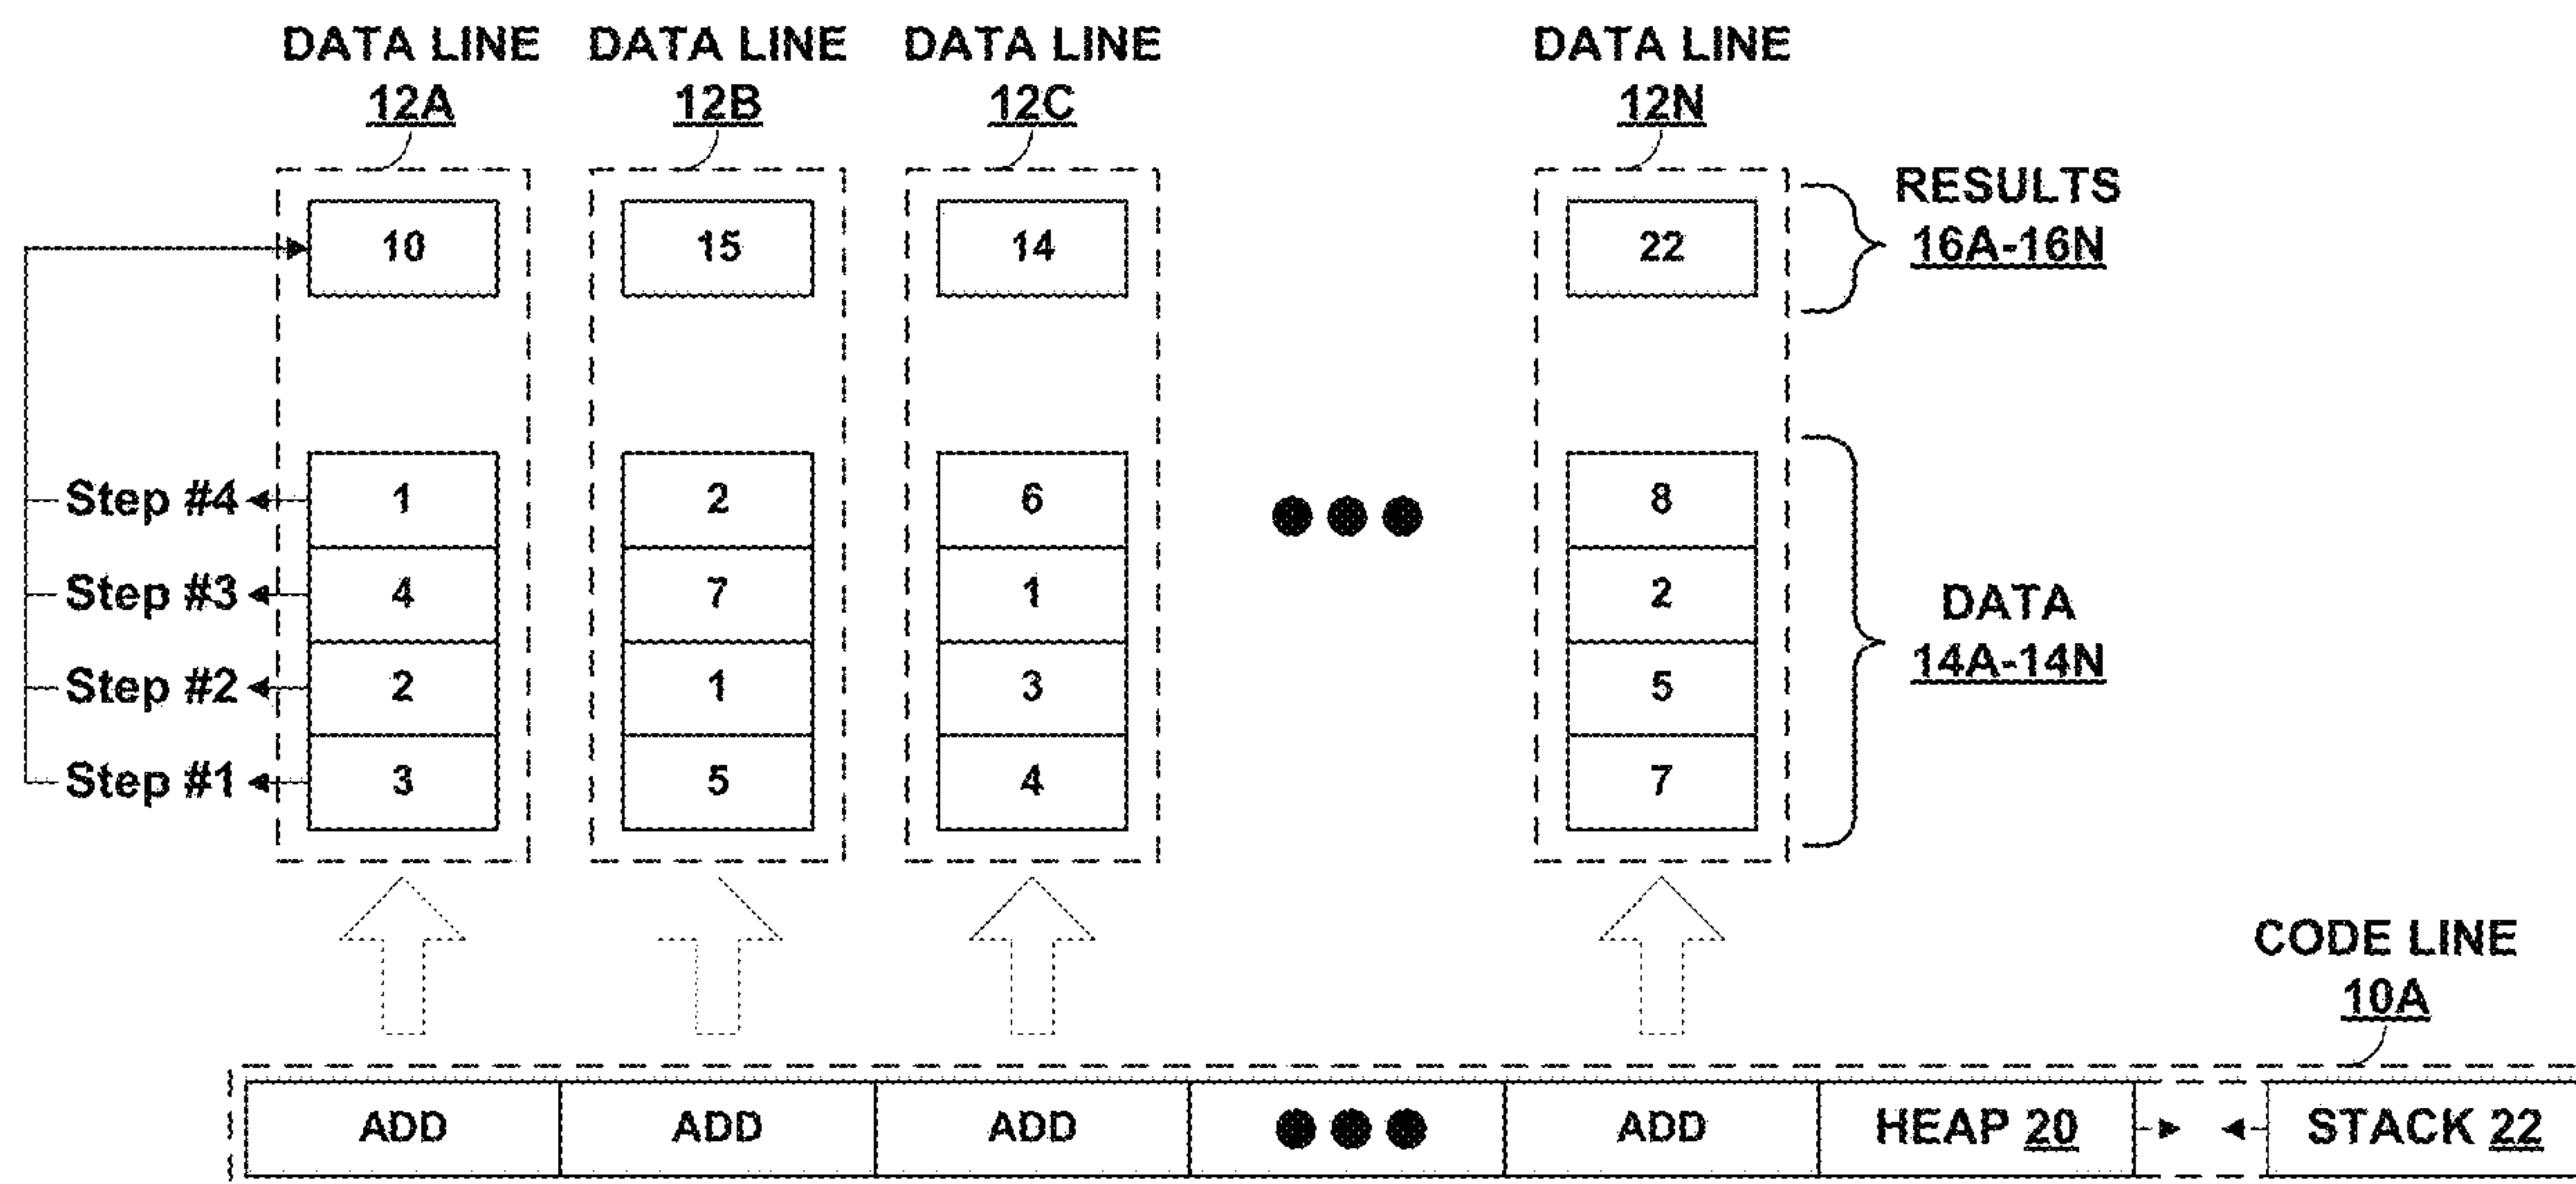 DATA LINE DATA LINE DATA LINE DATA LINE
12A 12B 12C 12N
RESULTS
16A-16N
10 15 14 22
Step #4 1 2 6 8
Step #3 4 7 1 2
DATA
14A-14N
Step #2 2 1 3 5
Step #1 3 5 4 7
CODE LINE
10A
ADD ADD ADD ADD HEAP 20 STACK 22